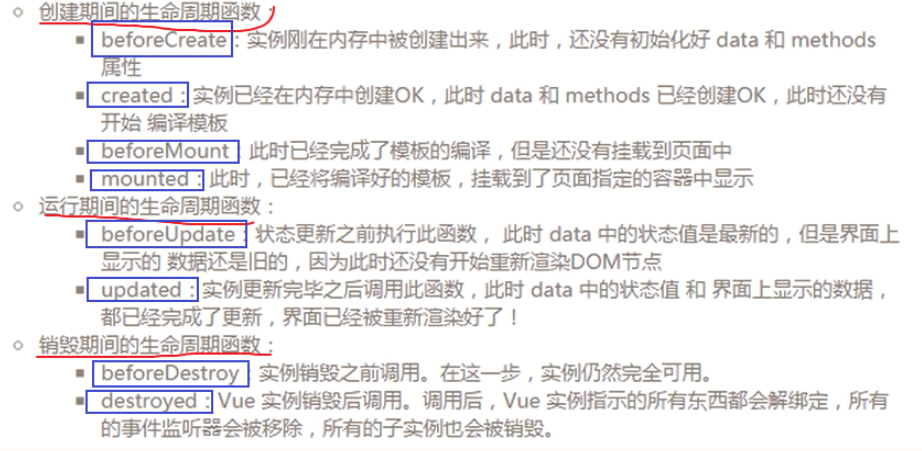 创建期间的生命周期函数：
beforeCreate：实例刚在内存中被创建出来，此时，还没有初始化好 data 和 methods
属性
created：实例已经在内存中创建OK，此时 data 和 methods 已经创建OK，此时还没有
开始 编译模板
beforeMount：此时已经完成了模板的编译，但是还没有挂载到页面中
mounted：此时，已经将编译好的模板，挂载到了页面指定的容器中显示
运行期间的生命周期函数：
beforeUpdate：状态更新之前执行此函数， 此时 data 中的状态值是最新的，但是界面上
显示的 数据还是旧的，因为此时还没有开始重新渲染DOM节点
updated：实例更新完毕之后调用此函数，此时 data 中的状态值 和 界面上显示的数据，
都已经完成了更新，界面已经被重新渲染好了！
销毁期间的生命周期函数：
beforeDestroy：实例销毁之前调用。在这一步，实例仍然完全可用。
destroyed：Vue 实例销毁后调用。调用后，Vue 实例指示的所有东西都会解绑定，所有
的事件监听器会被移除，所有的子实例也会被销毁。